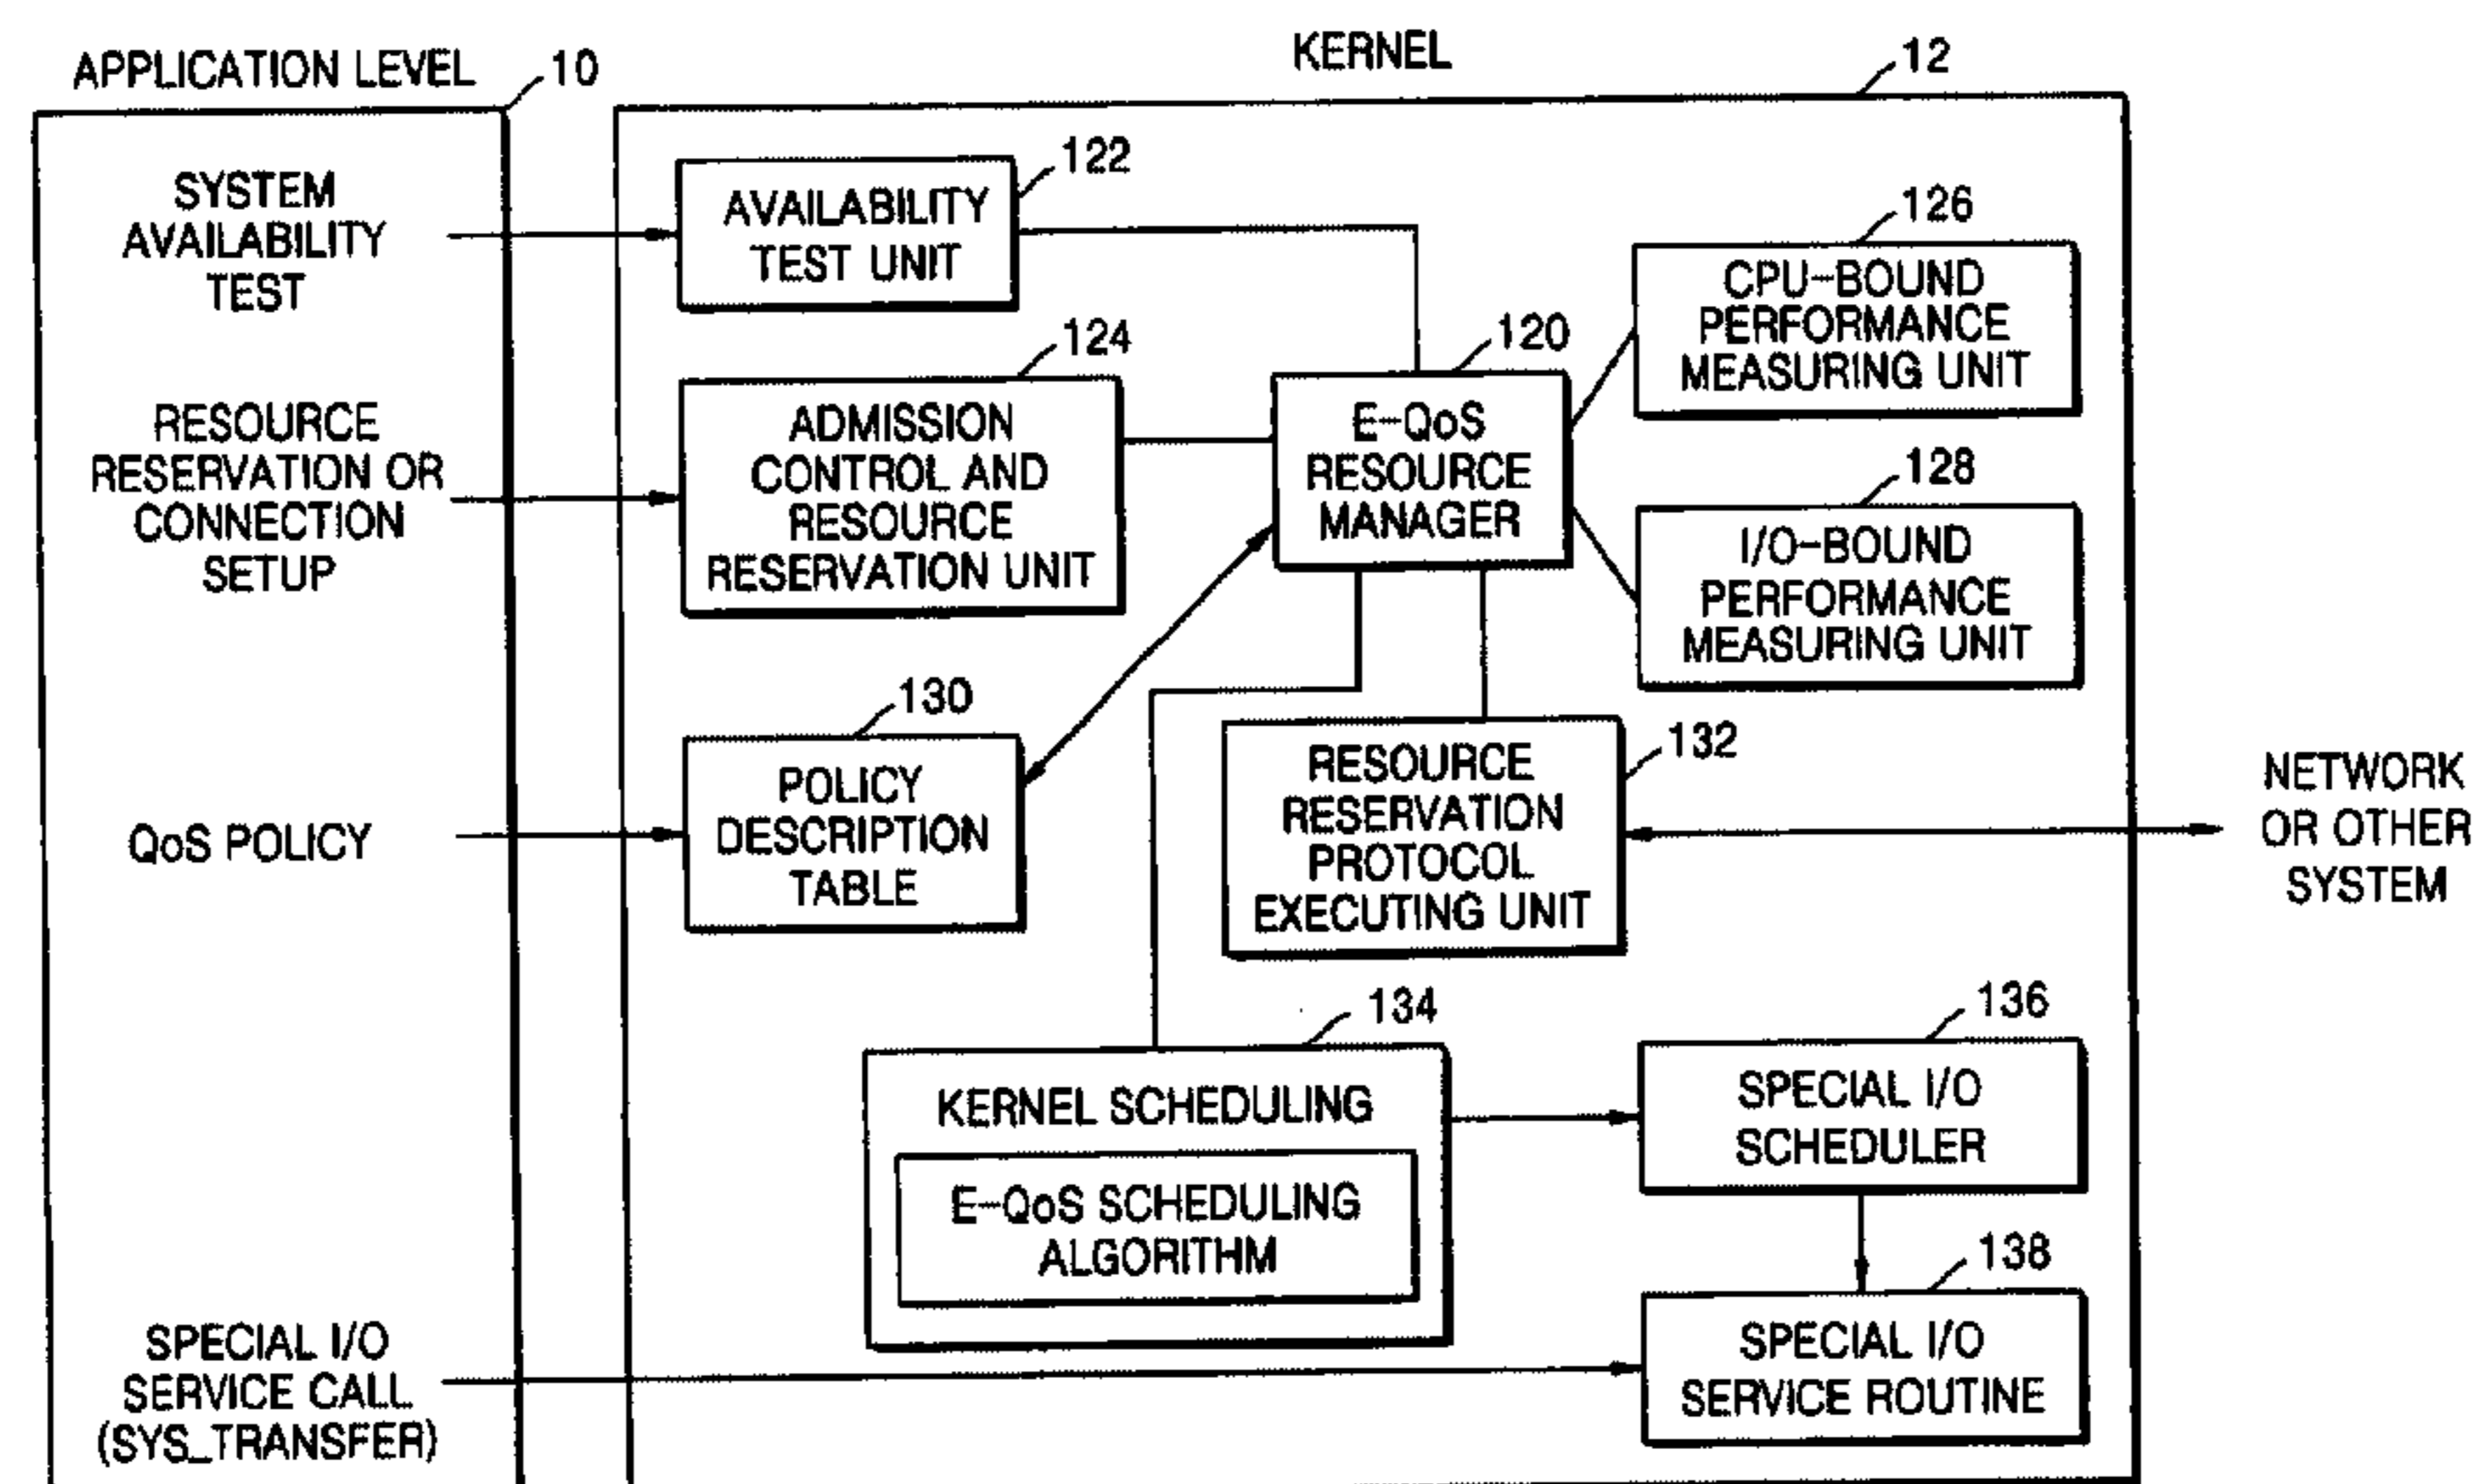 APPLICATION LEVEL
10
KERNEL
12
SYSTEM
AVAILABILITY
TEST
122
AVAILABILITY
TEST UNIT
126
CPU-BOUND
PERFORMANCE
MEASURING UNIT
RESOURCE
RESERVATION OR
CONNECTION
SETUP
124
ADMISSION
CONTROL AND
RESOURCE
RESERVATION UNIT
120
E-QoS
RESOURCE
MANAGER
128
I/O-BOUND
PERFORMANCE
MEASURING UNIT
QoS POLICY
130
POLICY
DESCRIPTION
TABLE
132
RESOURCE
RESERVATION
PROTOCOL
EXECUTING UNIT
NETWORK
OR OTHER
SYSTEM
134
KERNEL SCHEDULING
E-QoS SCHEDULING
ALGORITHM
136
SPECIAL I/O
SCHEDULER
SPECIAL I/O
SERVICE CALL
(SYS_TRANSFER)
138
SPECIAL I/O
SERVICE ROUTINE